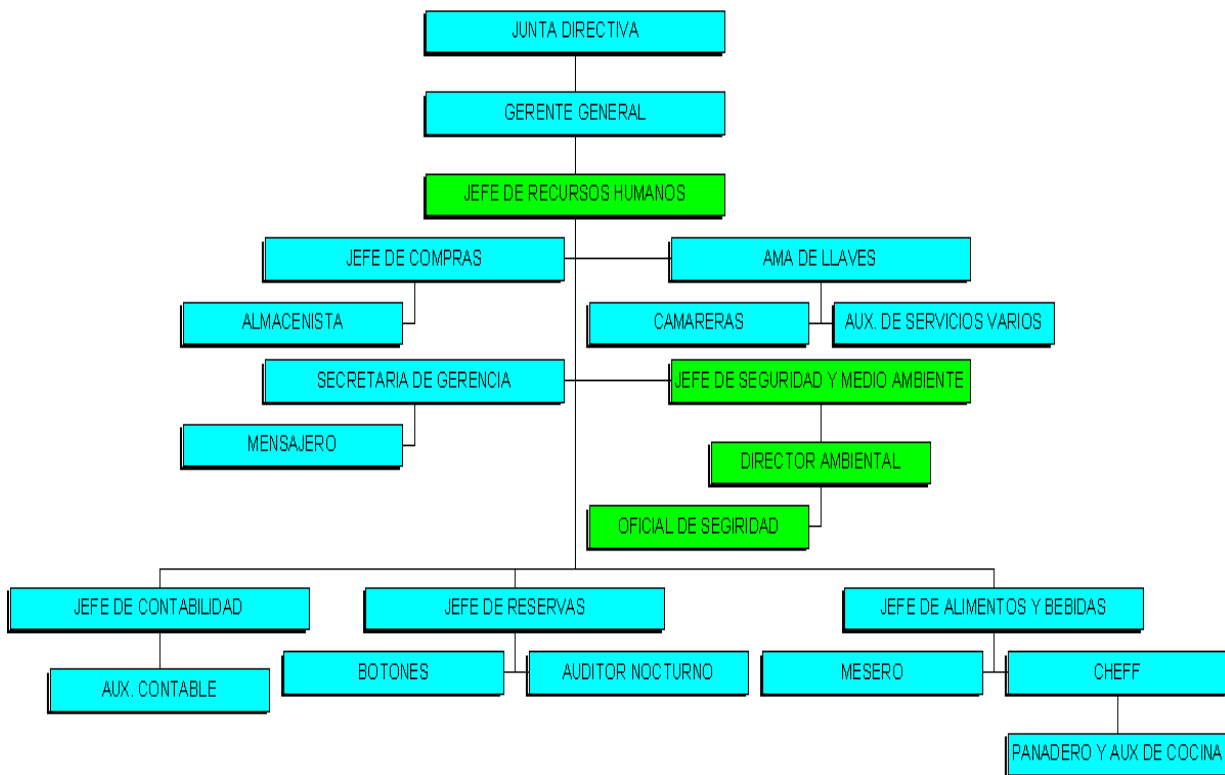 JUNTA DIRECTIVA
GERENTE GENERAL
JEFE DE RECURSOS HUMANOS
JEFE DE COMPRAS
AMA DE LLAVES
ALMACENISTA
CAMARERAS
AUX. DE SERVICIOS VARIOS
SECRETARIA DE GERENCIA
JEFE DE SEGURIDAD Y MEDIO AMBIENTE
MENSAJERO
DIRECTOR AMBIENTAL
OFICIAL DE SEGIRIDAD
JEFE DE CONTABILIDAD
JEFE DE RESERVAS
JEFE DE ALIMENTOS Y BEBIDAS
AUX. CONTABLE
BOTONES
AUDITOR NOCTURNO
MESERO
CHEFF
PANADERO Y AUX DE COCINA